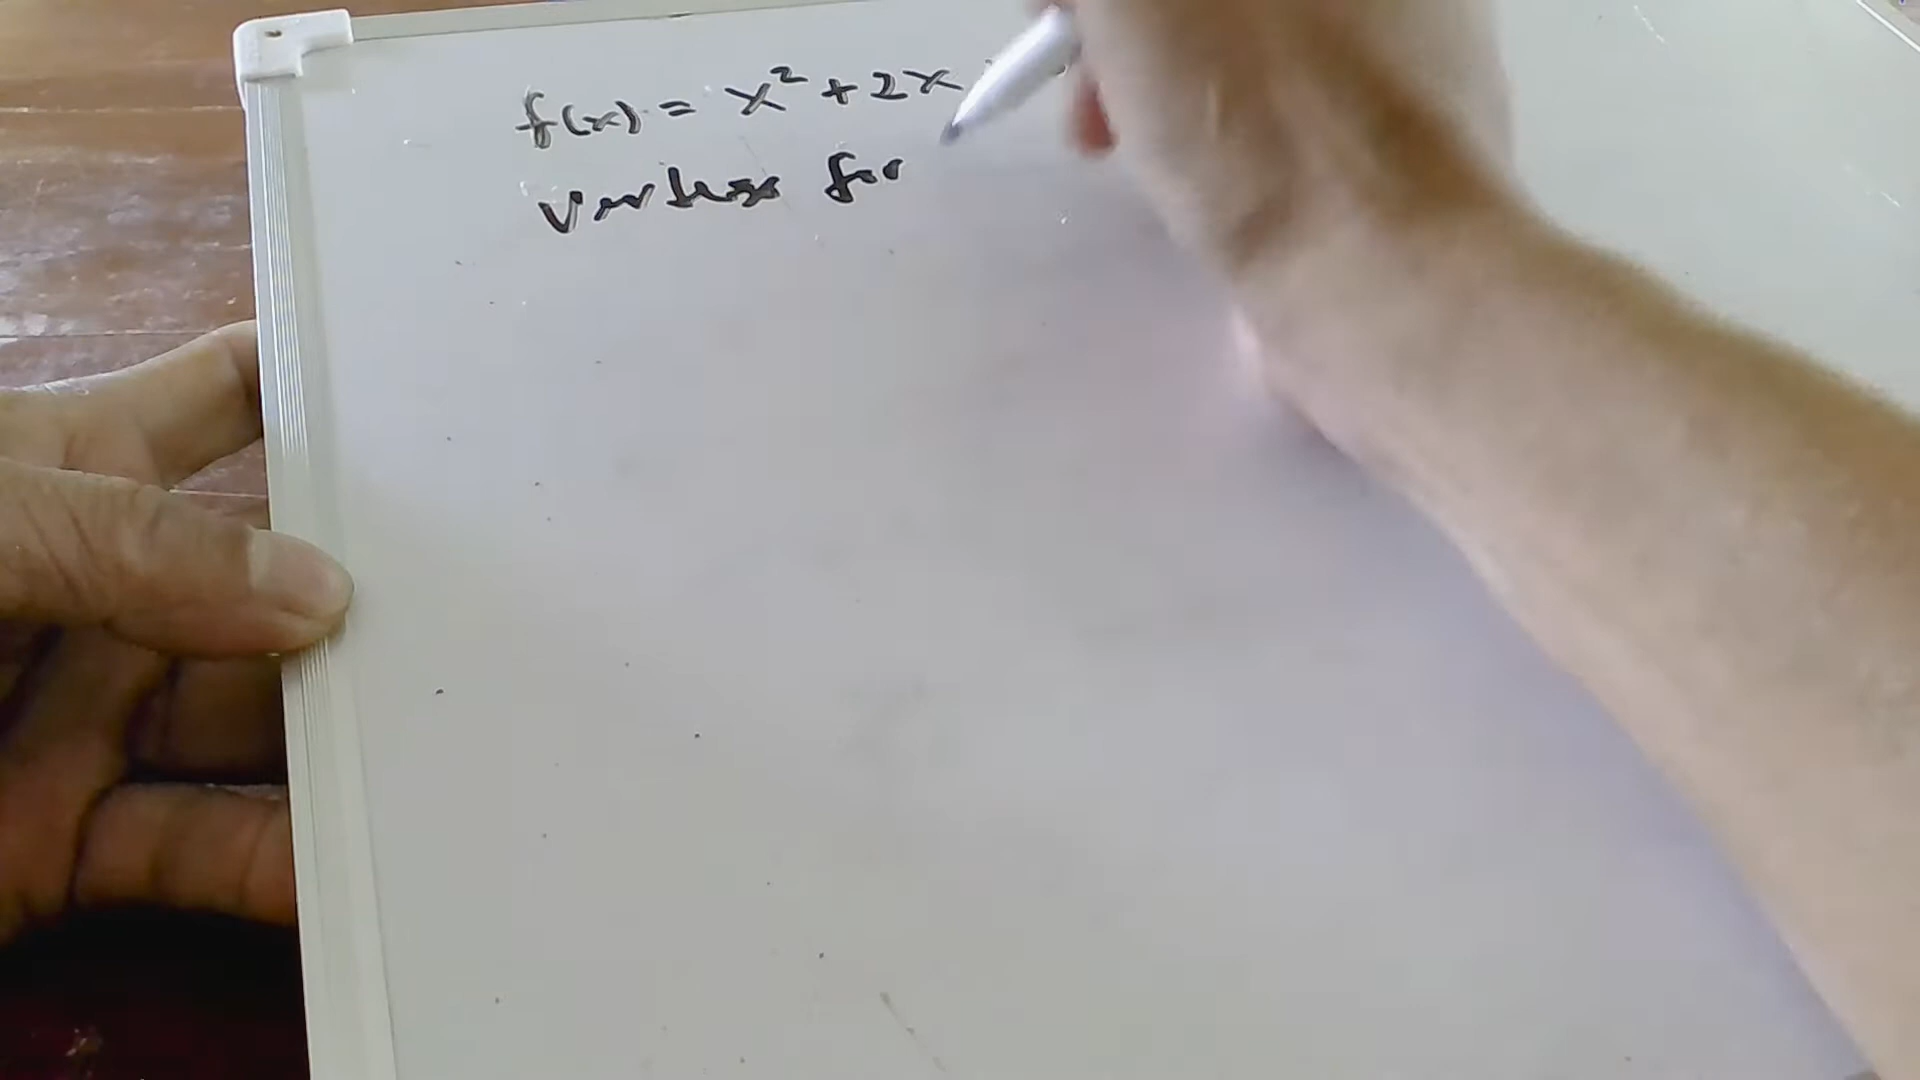 f(x) = x² + 2x
vertex for